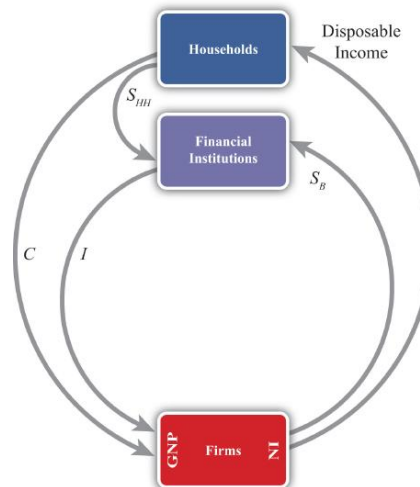 Disposable
Income
Households
S_HH
Financial
Institutions
S_B
C
I
GNP
Firms
NI